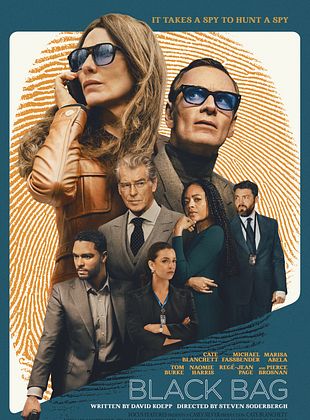 IT TAKES A SPY TO HUNT A SPY
CATE BLANCHETT
MICHAEL FASSBENDER
MARISA ABELA
TOM BURKE
NAOMIE HARRIS
REGÉ-JEAN PAGE
AND PIERCE BROSNAN
BLACK BAG
WRITTEN BY DAVID KOEPP DIRECTED BY STEVEN SODERBERGH